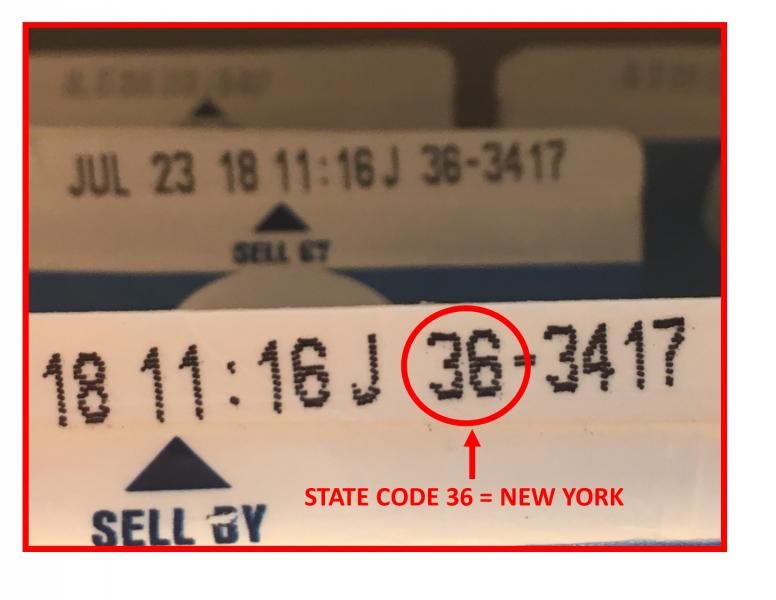 JUL 23 18 11:16 J 36-3417
SELL BY
18 11:16 J 36-3417
STATE CODE 36 = NEW YORK
SELL BY